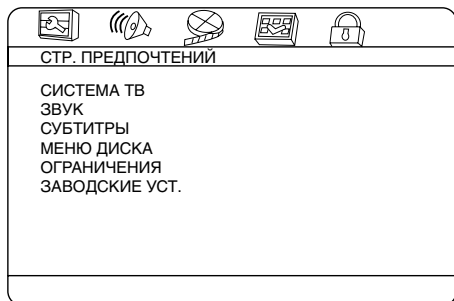 СТР. ПРЕДПОЧТЕНИЙ
СИСТЕМА ТВ
ЗВУК
СУБТИТРЫ
МЕНЮ ДИСКА
ОГРАНИЧЕНИЯ
ЗАВОДСКИЕ УСТ.